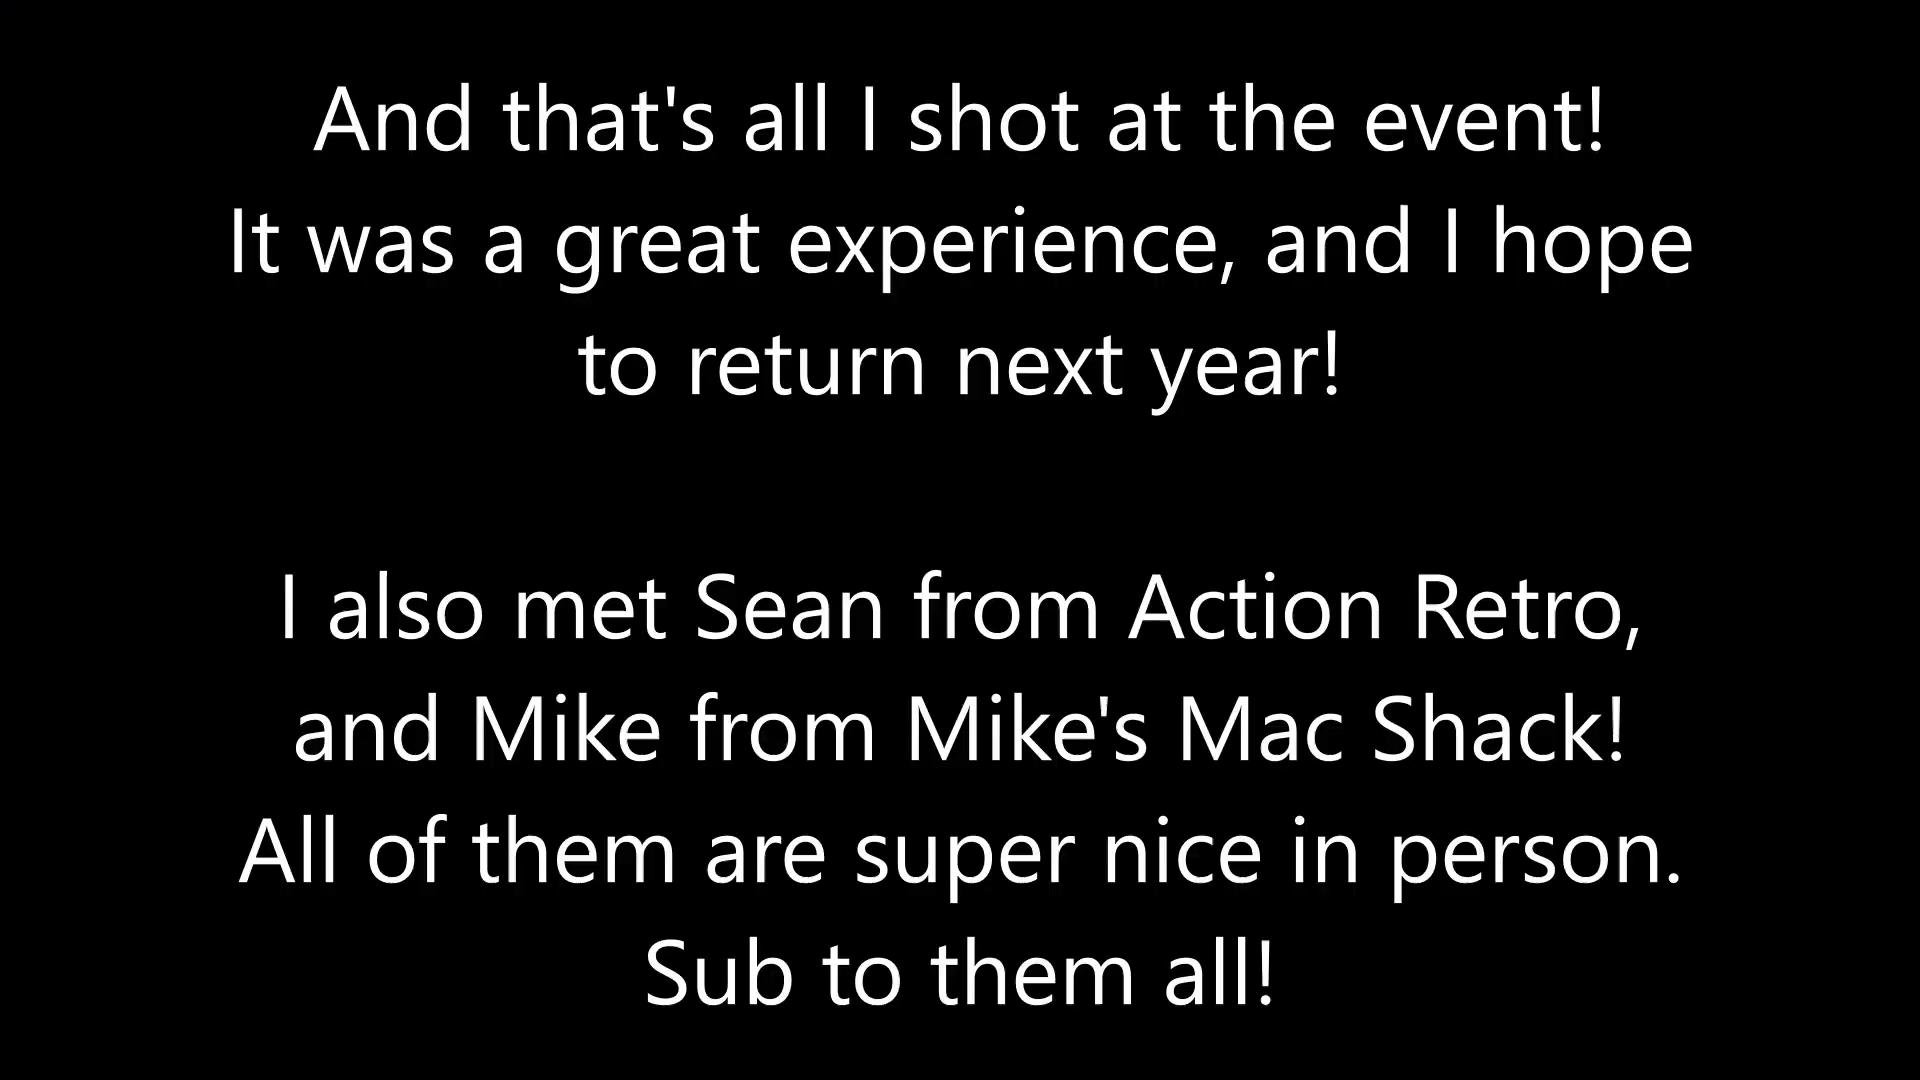 And that's all I shot at the event!
It was a great experience, and I hope
to return next year!
I also met Sean from Action Retro,
and Mike from Mike's Mac Shack!
All of them are super nice in person.
Sub to them all!